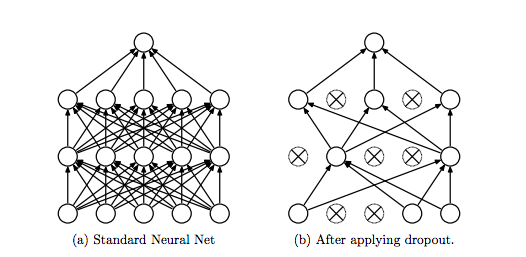 (a) Standard Neural Net
(b) After applying dropout.